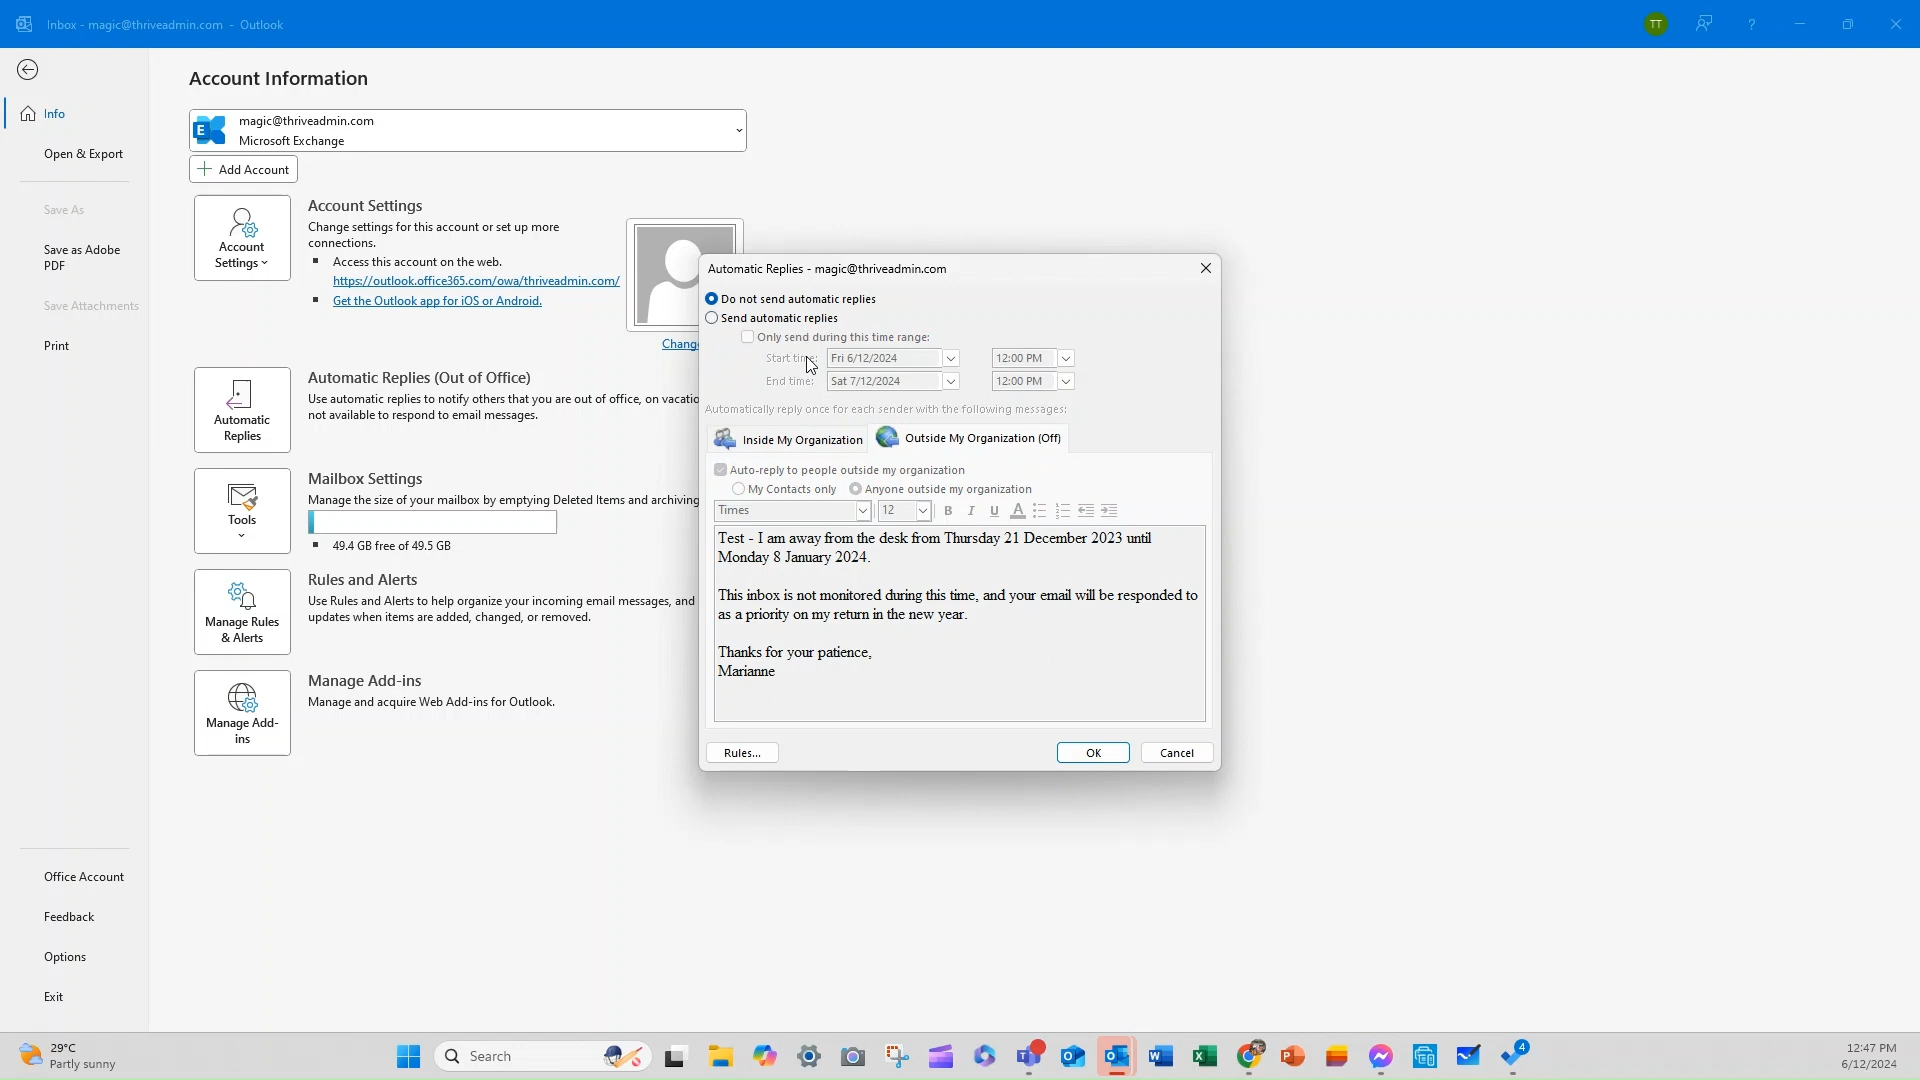 Inbox - magic@thriveadmin.com - Outlook
TT
?
Account Information
Info
magic@thriveadmin.com
Microsoft Exchange
Open & Export
Add Account
Save As
Account Settings
Account Settings
Change settings for this account or set up more
connections.
Access this account on the web.
https://outlook.office365.com/owa/thriveadmin.com/
Get the Outlook app for iOS or Android.
Save as Adobe
PDF
Save Attachments
Print
Change
Automatic Replies
Automatic Replies (Out of Office)
Use automatic replies to notify others that you are out of office, on vacatio
not available to respond to email messages.
Tools
Mailbox Settings
Manage the size of your mailbox by emptying Deleted Items and archiving
49.4 GB free of 49.5 GB
Manage Rules & Alerts
Rules and Alerts
Use Rules and Alerts to help organize your incoming email messages, and
updates when items are added, changed, or removed.
Manage Add-
ins
Manage Add-ins
Manage and acquire Web Add-ins for Outlook.
Automatic Replies - magic@thriveadmin.com
Do not send automatic replies
Send automatic replies
Only send during this time range:
Start time: Fri 6/12/2024 12:00 PM
End time: Sat 7/12/2024 12:00 PM
Automatically reply once for each sender with the following messages:
Inside My Organization Outside My Organization (Off)
Auto-reply to people outside my organization
My Contacts only Anyone outside my organization
Times 12 B I U A
Test - I am away from the desk from Thursday 21 December 2023 until
Monday 8 January 2024.
This inbox is not monitored during this time, and your email will be responded to
as a priority on my return in the new year.
Thanks for your patience,
Marianne
Rules... OK Cancel
Office Account
Feedback
Options
Exit
29°C
Partly sunny
Search
4
12:47 PM
6/12/2024